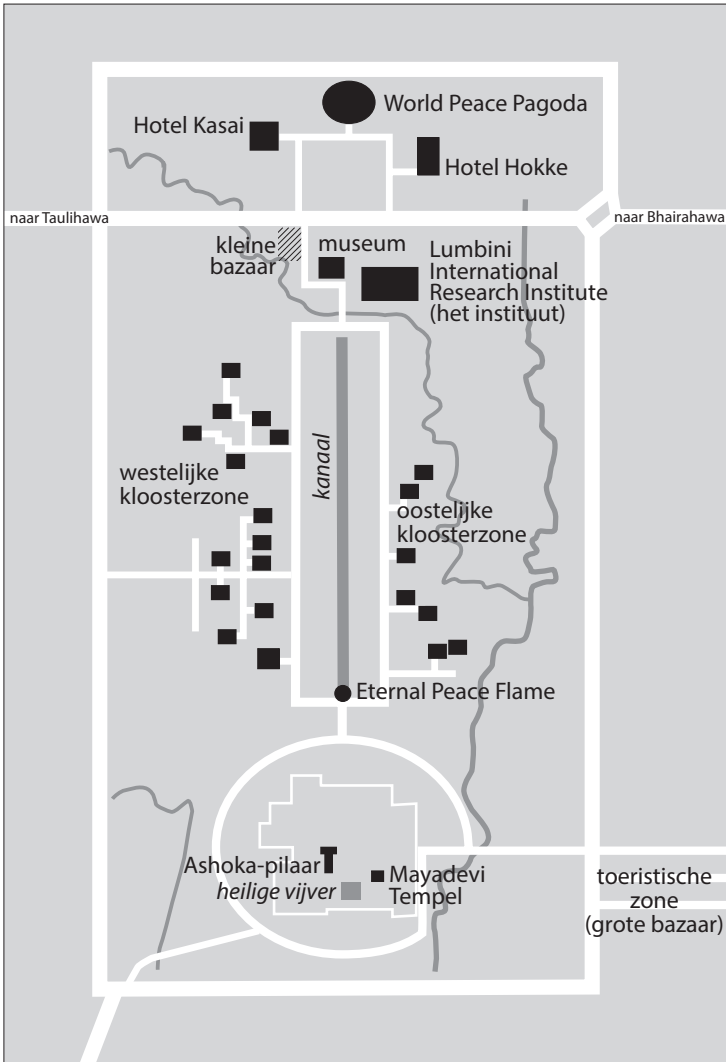 World Peace Pagoda
Hotel Kasai
Hotel Hokke
naar Taulihawa
naar Bhairahawa
kleine
bazaar
museum
Lumbini
International
Research Institute
(het instituut)
kanaal
westelijke
kloosterzone
oostelijke
kloosterzone
Eternal Peace Flame
Ashoka-pilaar
heilige vijver
Mayadevi
Tempel
toeristische
zone
(grote bazaar)